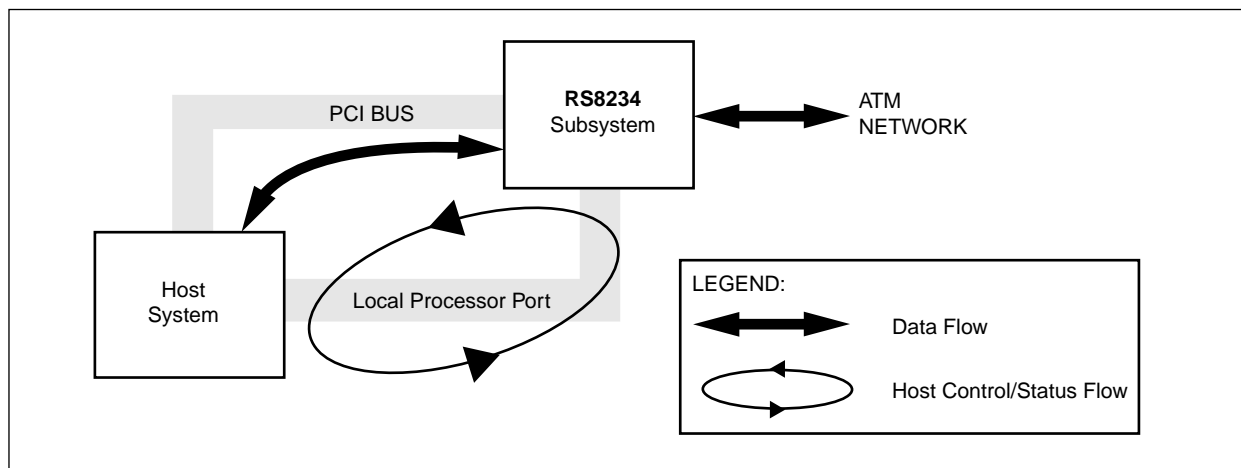 RS8234
Subsystem
PCI BUS
ATM
NETWORK
Host
System
Local Processor Port
LEGEND:
Data Flow
Host Control/Status Flow